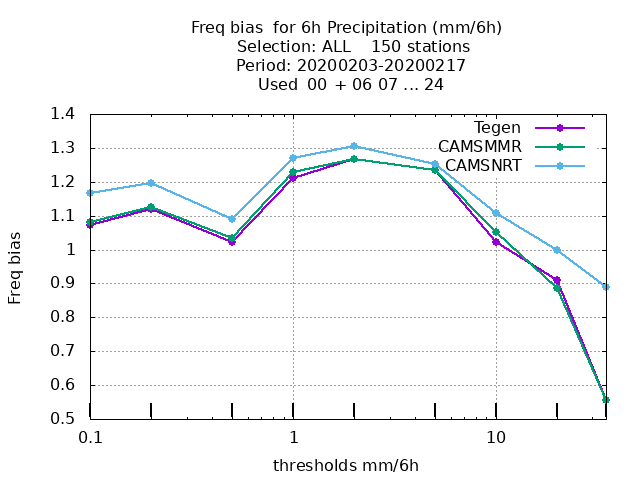 Freq bias  for 6h Precipitation (mm/6h)
Selection: ALL    150 stations
Period: 20200203-20200217
Used  00  + 06 07 ... 24
1.4
1.3
1.2
1.1
1
0.9
0.8
0.7
0.6
0.5
Freq bias
Tegen
CAMSMMR
CAMSNRT
0.1 1 10
thresholds mm/6h